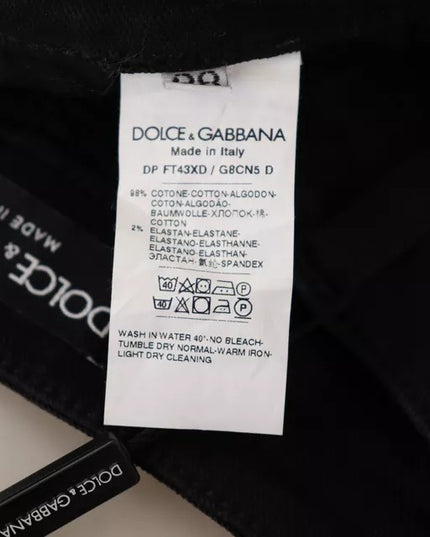 DOLCE & GABBANA
Made in Italy
DP FT43XD / G8CN5 D
98% COTONE-COTTON-ALGODON-
COTON-ALGODÃO-
BAUMWOLLE-ХЛОПОК-棉-
COTTON
2% ELASTAN-ELASTANE-
ELASTANO-ELASTHANNE-
ELASTANO-ELASTHAN-
ЭЛАСТАН-氨纶-SPANDEX
40 P
40 P
WASH IN WATER 40°-NO BLEACH-
TUMBLE DRY NORMAL-WARM IRON-
LIGHT DRY CLEANING
DOLCE &
MADE IN
DOLCE & GABBANA